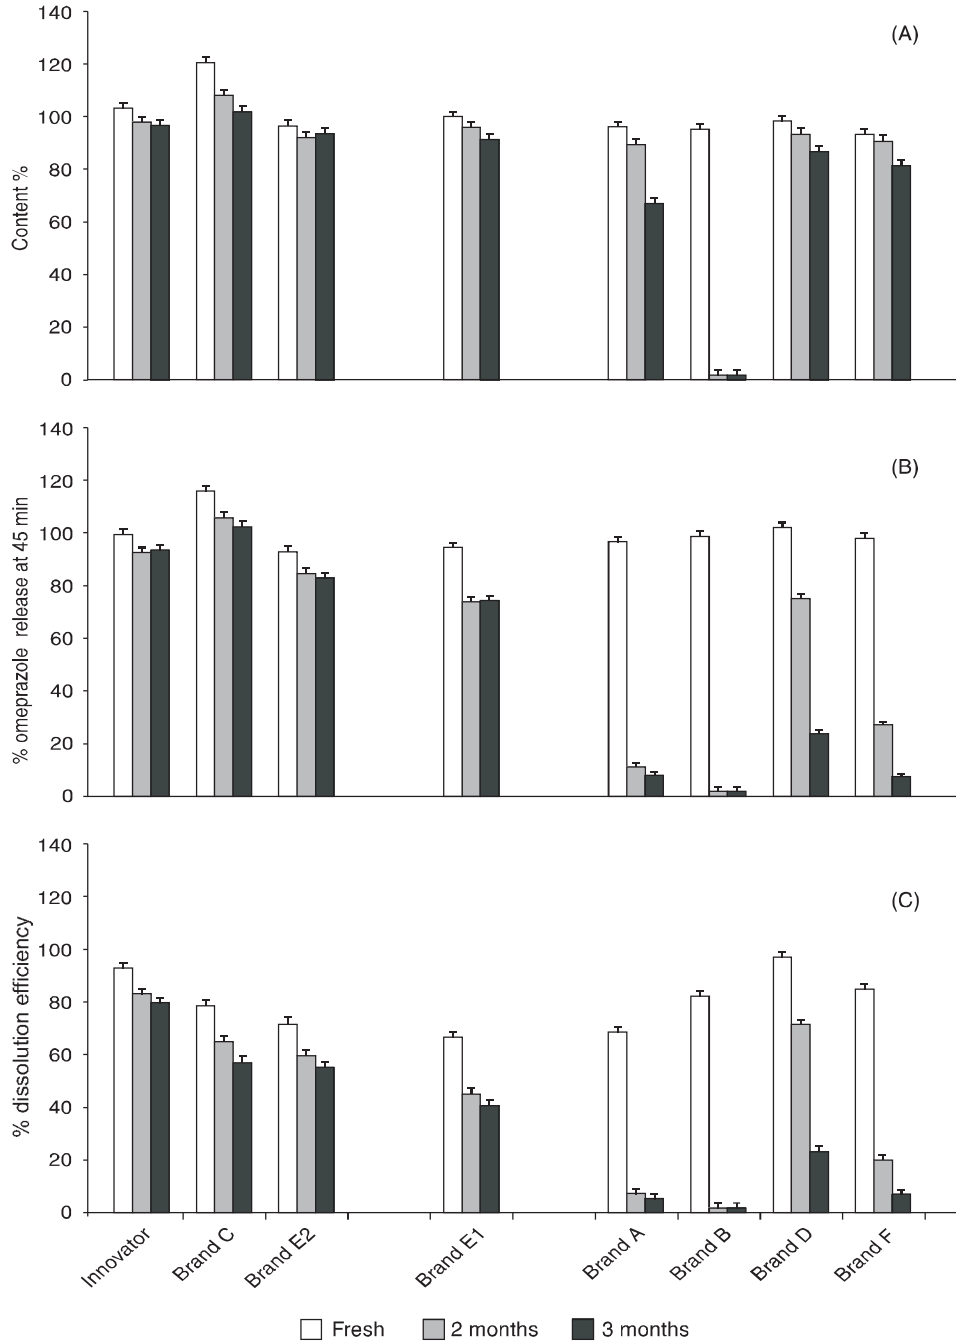 140
(A)
120
100
80
60
40
20
0
Content %
140
(B)
120
100
80
60
40
20
0
% omeprazole release at 45 min
140
(C)
120
100
80
60
40
20
0
% dissolution efficiency
Innovator
Brand C
Brand E2
Brand E1
Brand A
Brand B
Brand D
Brand F
Fresh 2 months 3 months